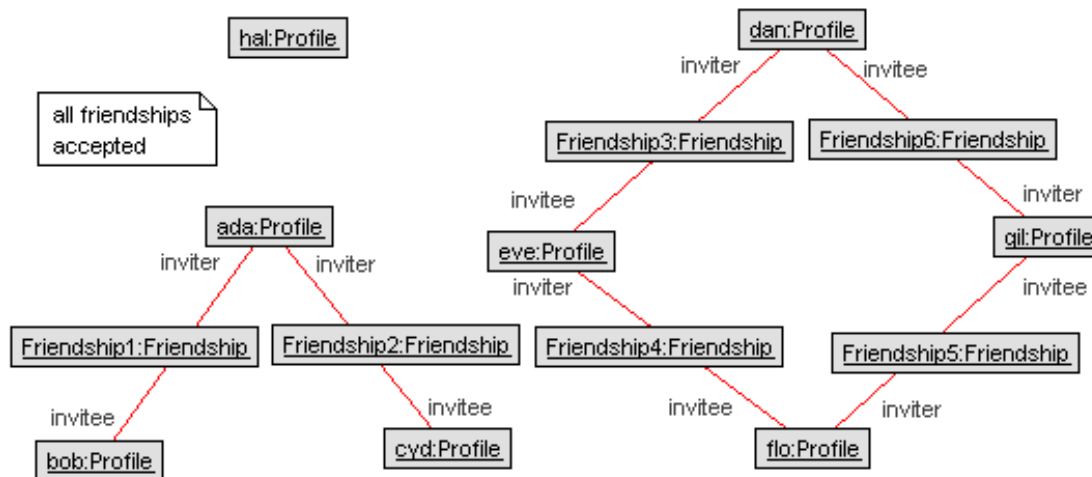 hal:Profile
dan:Profile
inviter
invitee
all friendships
accepted
Friendship3:Friendship
Friendship6:Friendship
invitee
inviter
ada:Profile
eve:Profile
gil:Profile
inviter
inviter
inviter
invitee
Friendship1:Friendship
Friendship2:Friendship
Friendship4:Friendship
Friendship5:Friendship
invitee
invitee
invitee
inviter
bob:Profile
cyd:Profile
flo:Profile